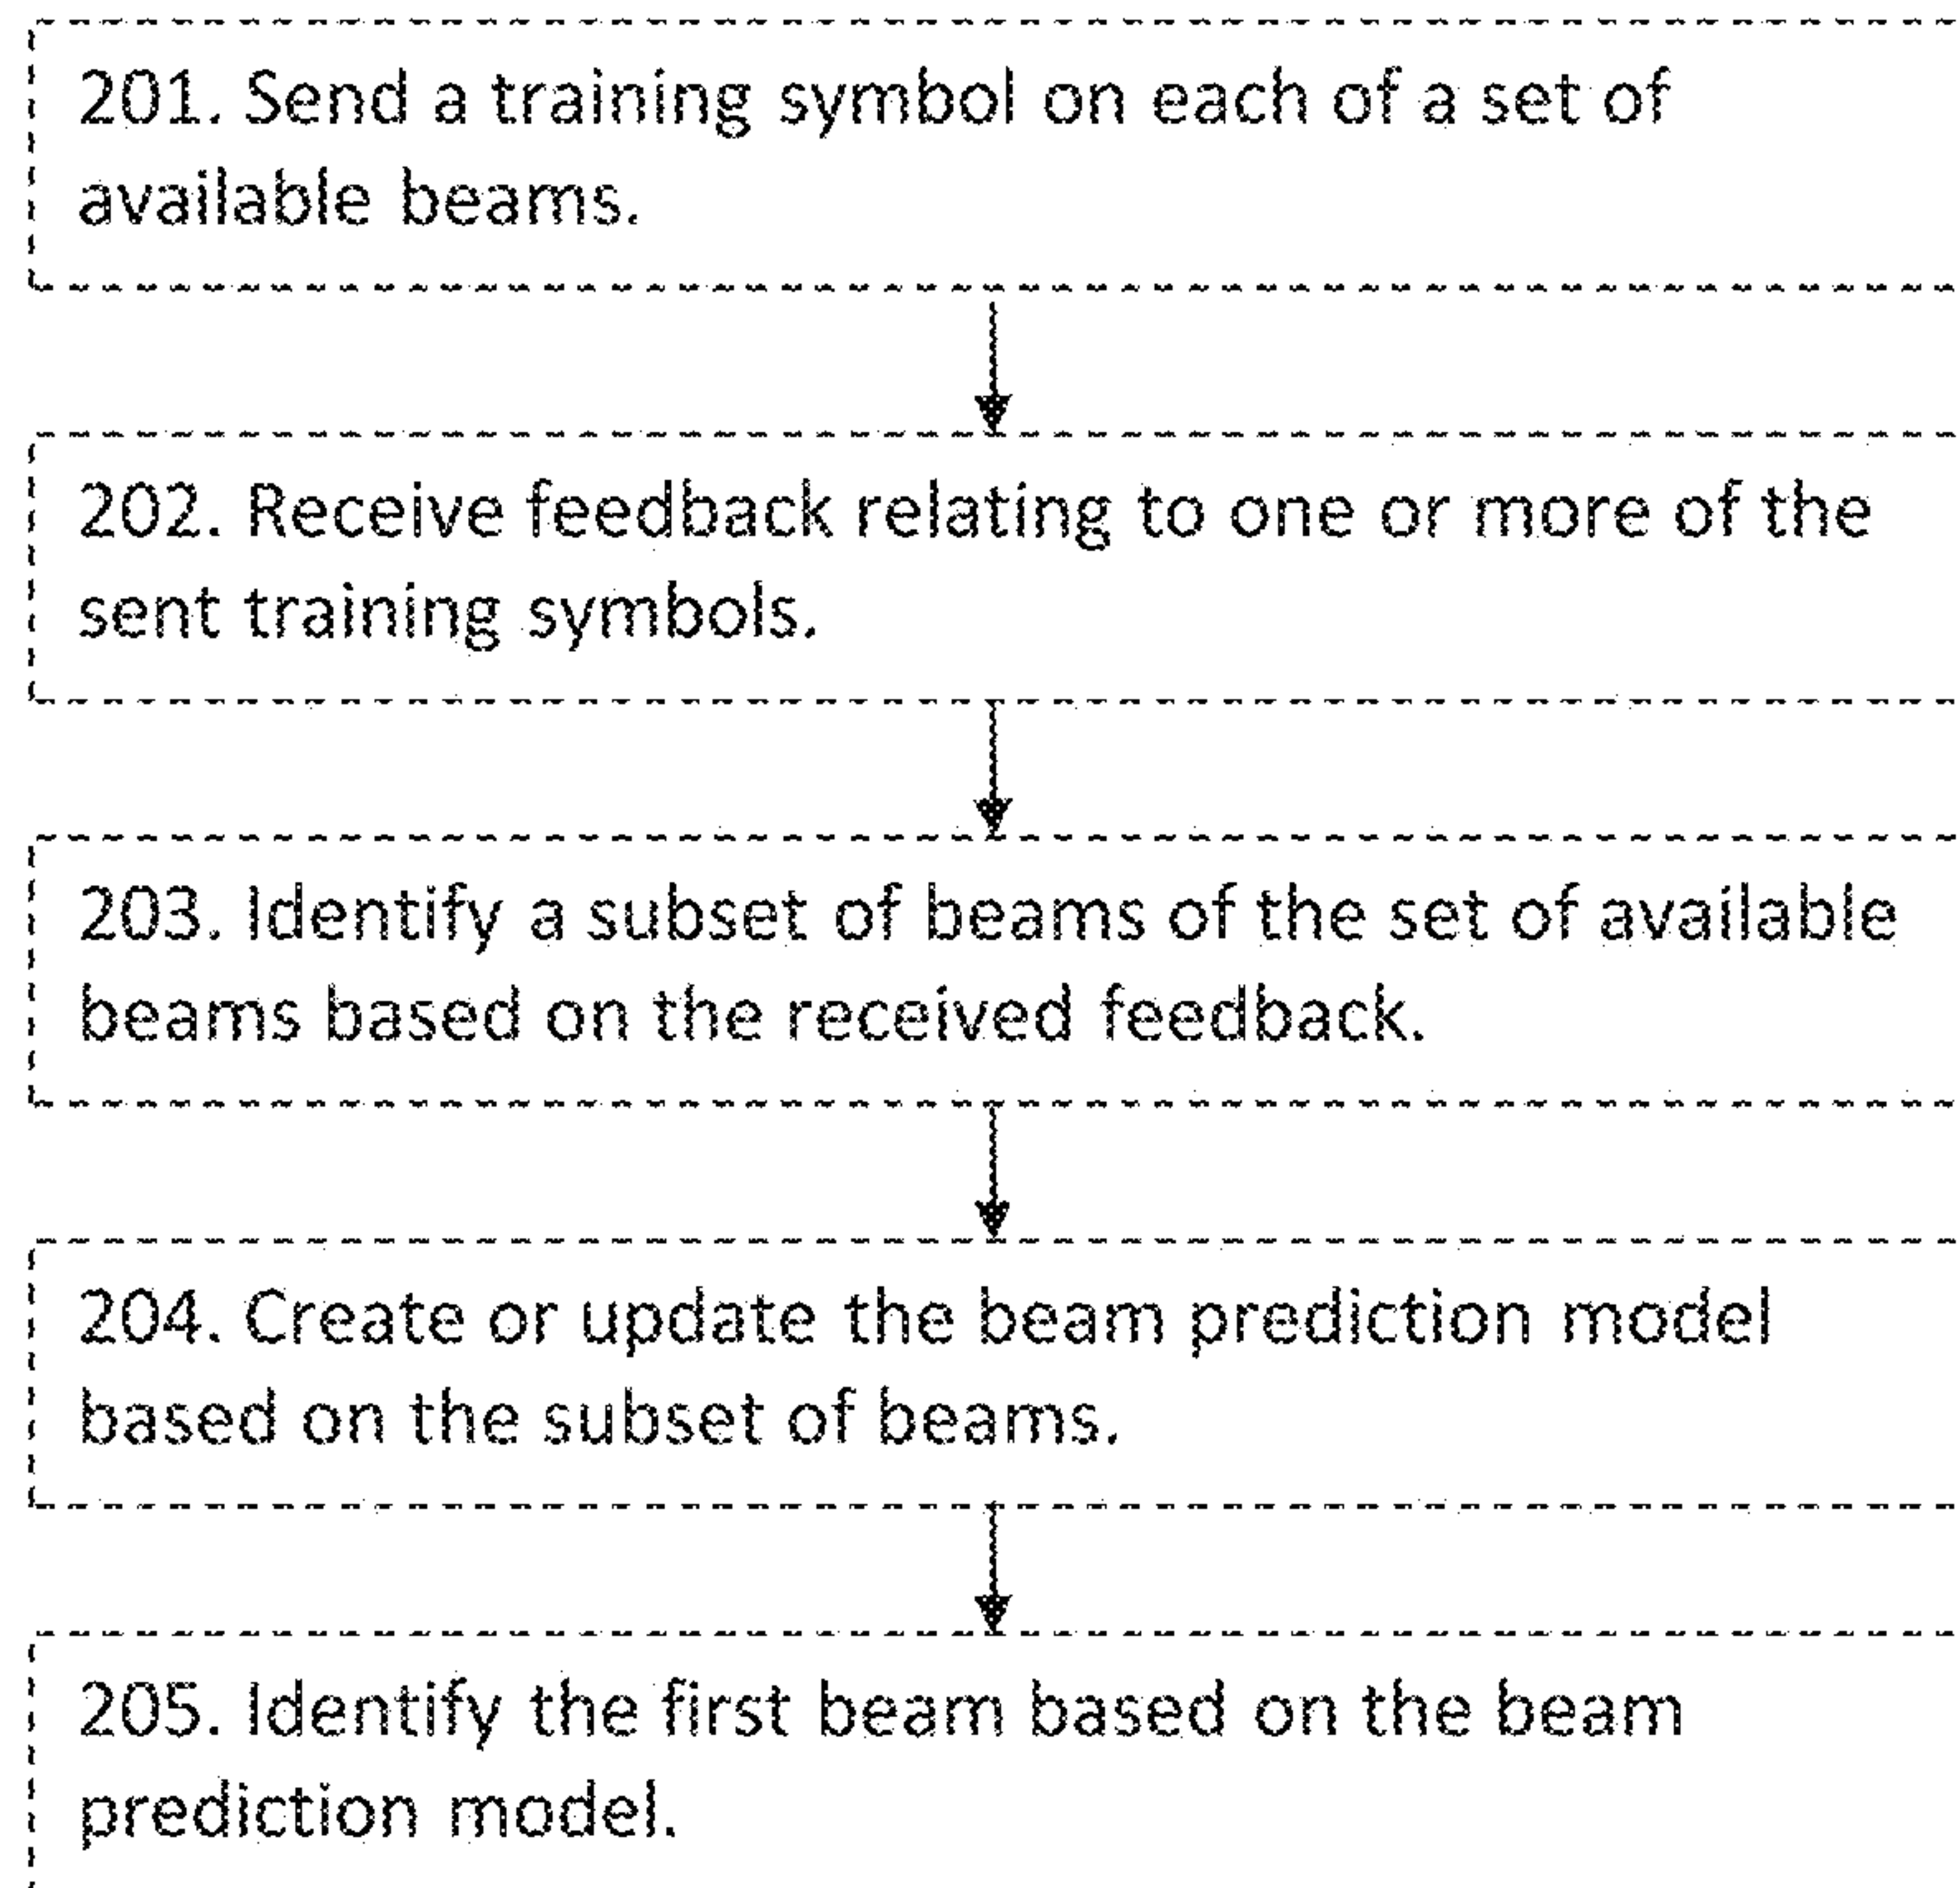 201. Send a training symbol on each of a set of
available beams.
202. Receive feedback relating to one or more of the
sent training symbols.
203. Identify a subset of beams of the set of available
beams based on the received feedback.
204. Create or update the beam prediction model
based on the subset of beams.
205. Identify the first beam based on the beam
prediction model.